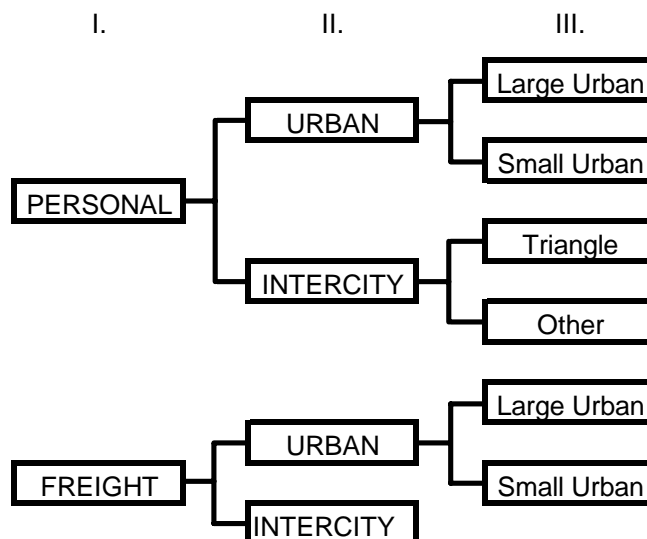 I. II. III.
Large Urban
URBAN
Small Urban
PERSONAL
Triangle
INTERCITY
Other
Large Urban
URBAN
FREIGHT
Small Urban
INTERCITY